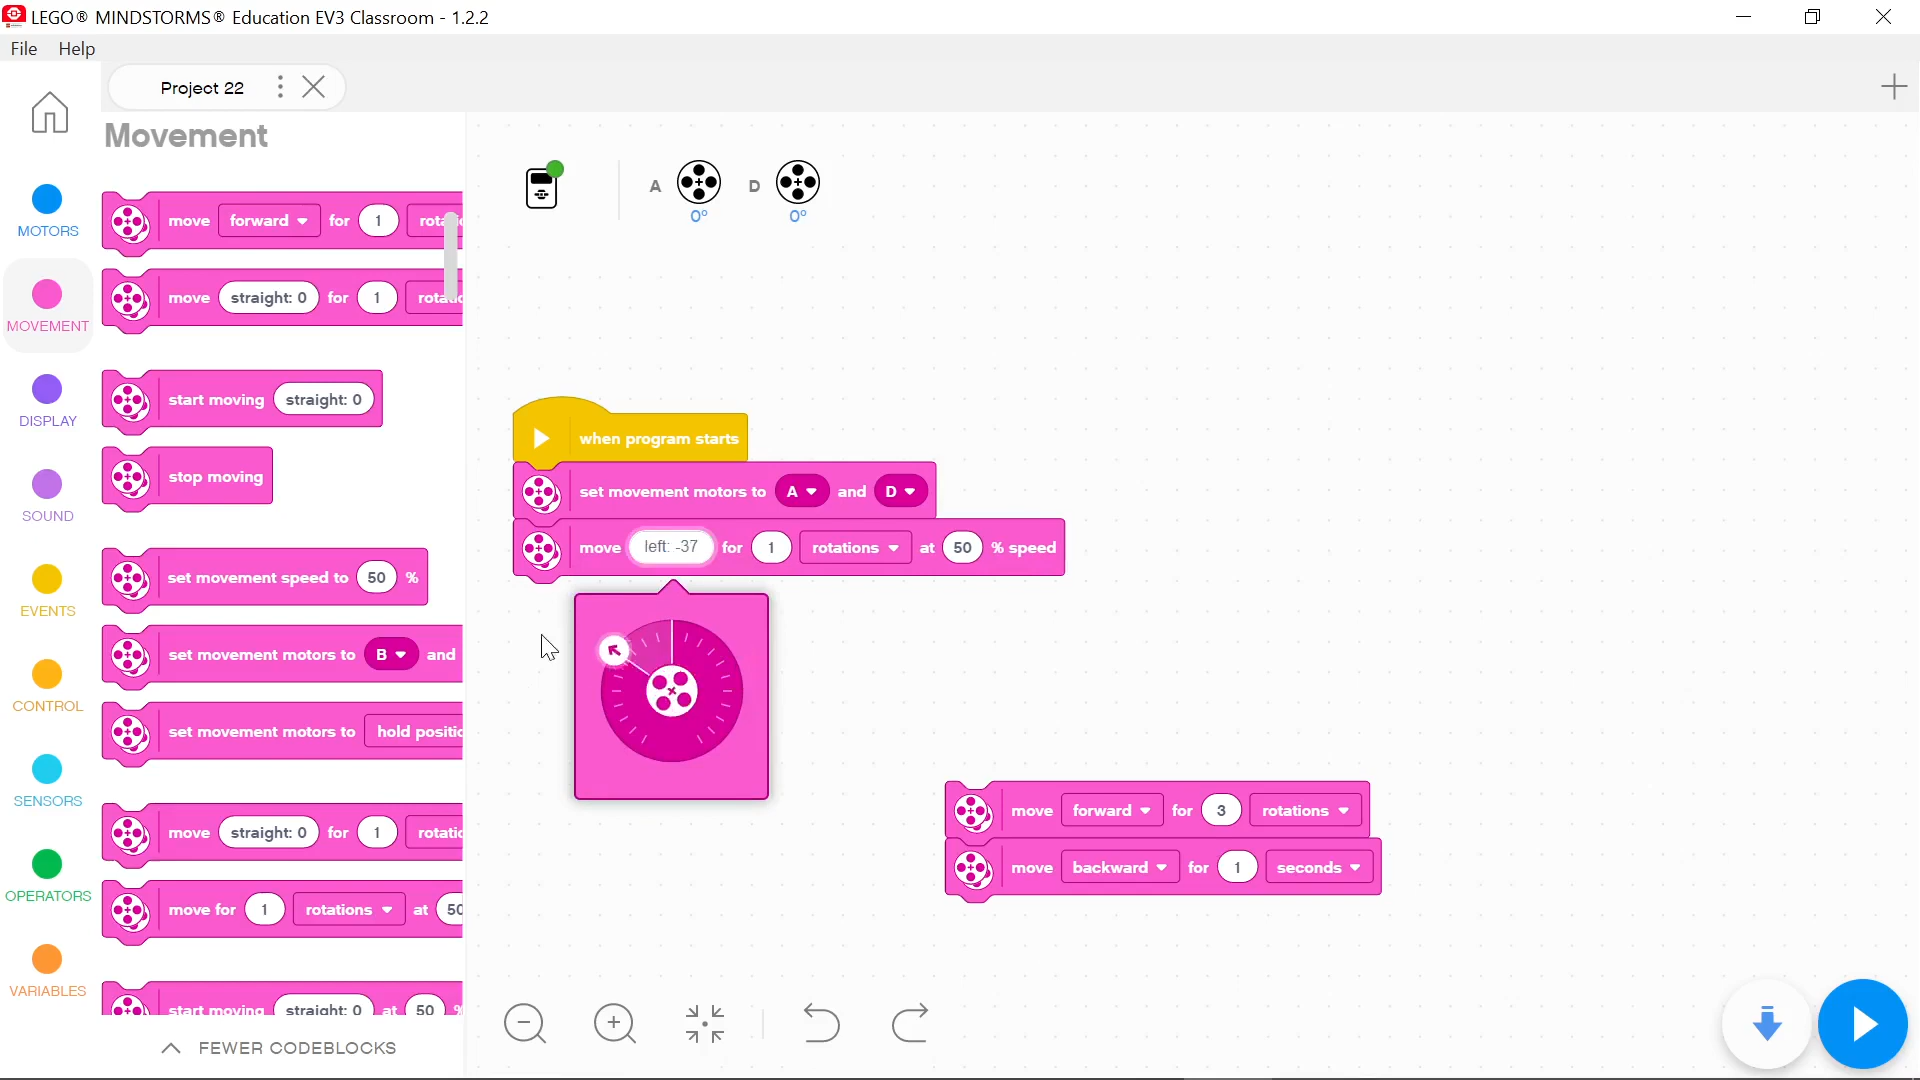 LEGO® MINDSTORMS® Education EV3 Classroom - 1.2.2
File Help
Project 22
Movement
MOTORS
MOVEMENT
DISPLAY
SOUND
EVENTS
CONTROL
SENSORS
OPERATORS
VARIABLES
move forward for 1
move straight: 0 for 1
start moving straight: 0
stop moving
set movement speed to 50 %
set movement motors to B and
set movement motors to hold
move straight: 0 for 1
move for 1 rotations at 50
start moving straight: 0 at 50
FEWER CODEBLOCKS
A 0° D 0°
when program starts
set movement motors to A and D
move left: -37 for 1 rotations at 50 % speed
move forward for 3 rotations
move backward for 1 seconds